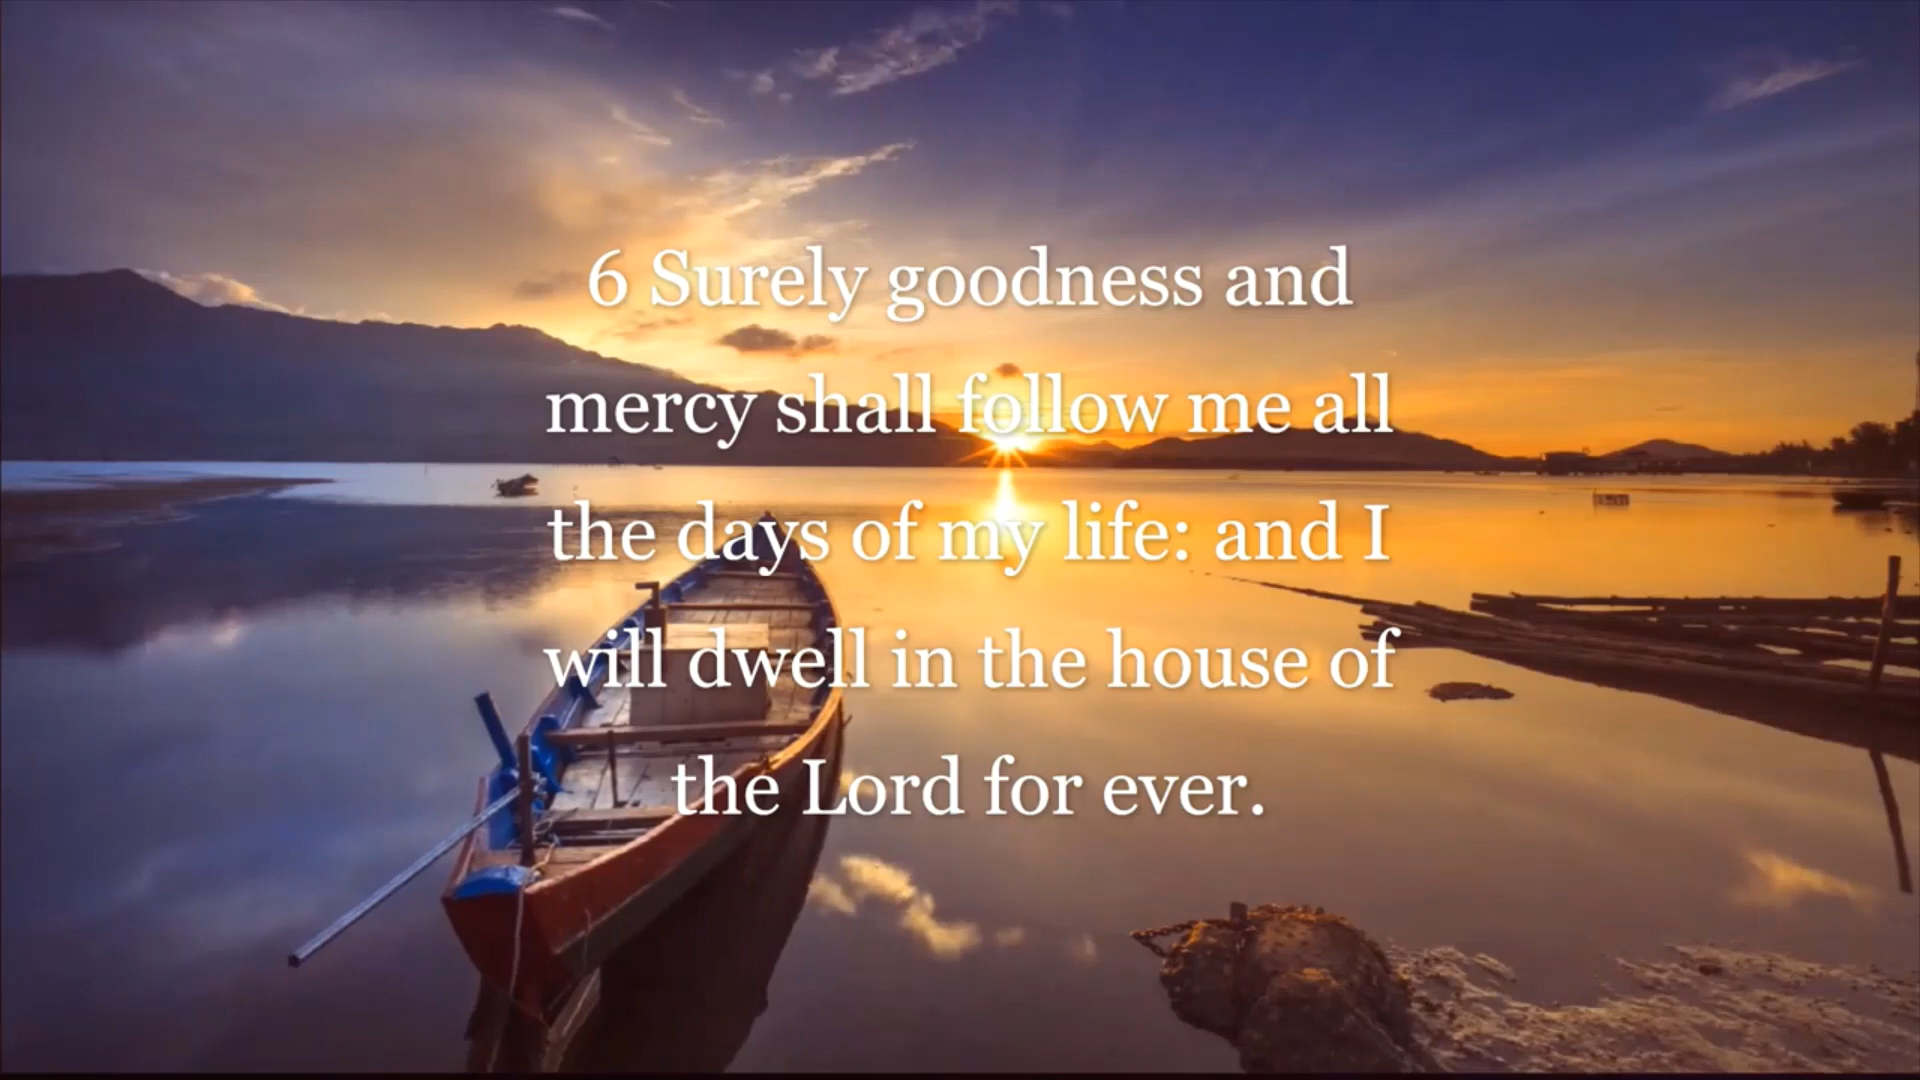 6 Surely goodness and
mercy shall follow me all
the days of my life: and I
will dwell in the house of
the Lord for ever.